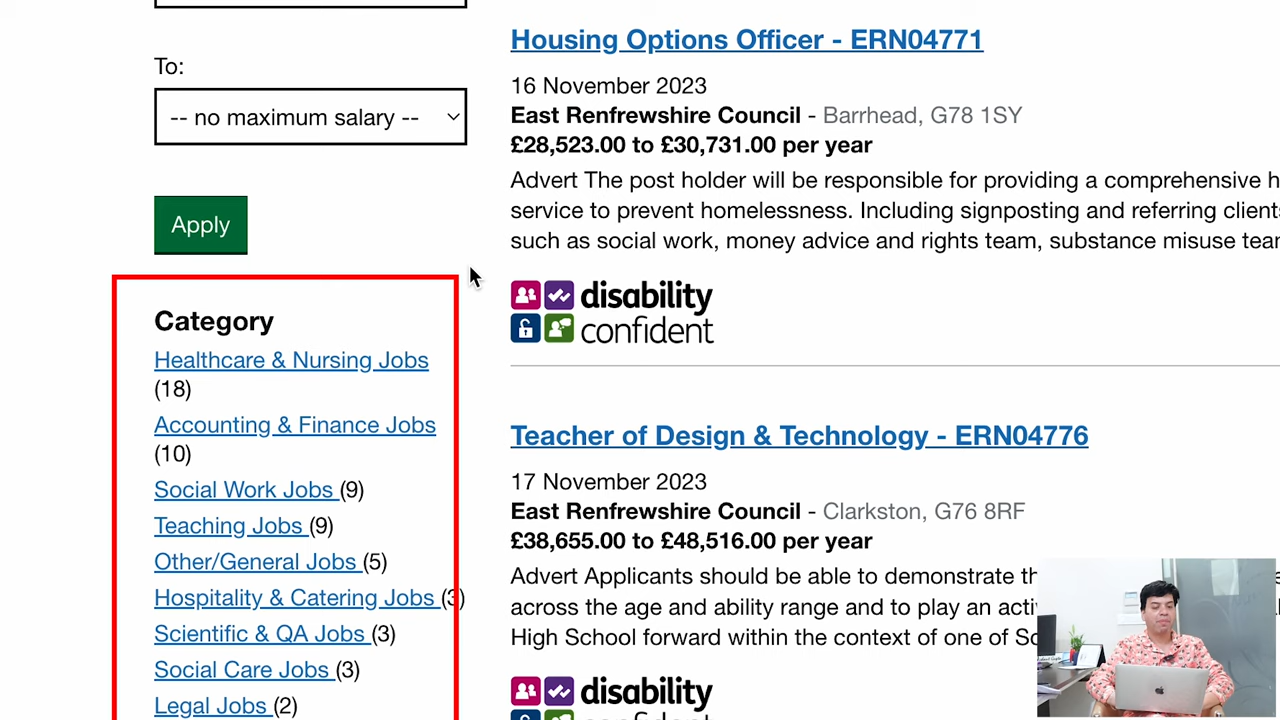 To:
-- no maximum salary --
Apply
Category
Healthcare & Nursing Jobs
(18)
Accounting & Finance Jobs
(10)
Social Work Jobs (9)
Teaching Jobs (9)
Other/General Jobs (5)
Hospitality & Catering Jobs (3)
Scientific & QA Jobs (3)
Social Care Jobs (3)
Legal Jobs (2)
Housing Options Officer - ERN04771
16 November 2023
East Renfrewshire Council - Barrhead, G78 1SY
£28,523.00 to £30,731.00 per year
Advert The post holder will be responsible for providing a comprehensive h
service to prevent homelessness. Including signposting and referring clients
such as social work, money advice and rights team, substance misuse tear
disability
confident
Teacher of Design & Technology - ERN04776
17 November 2023
East Renfrewshire Council - Clarkston, G76 8RF
£38,655.00 to £48,516.00 per year
Advert Applicants should be able to demonstrate th
across the age and ability range and to play an acti
High School forward within the context of one of Sc
disability